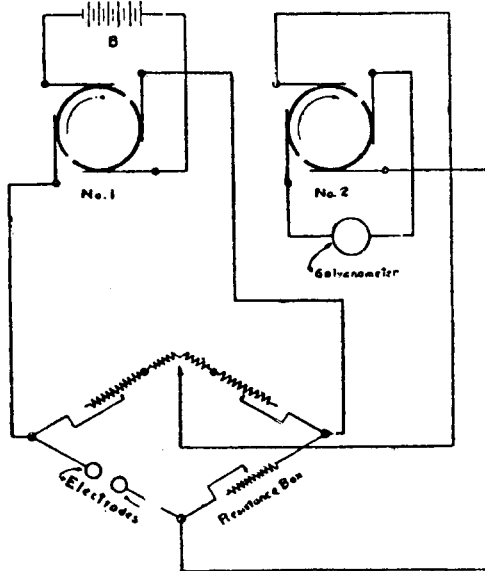 B
No. 1
No. 2
Galvanometer
Electrodes
Resistance Box